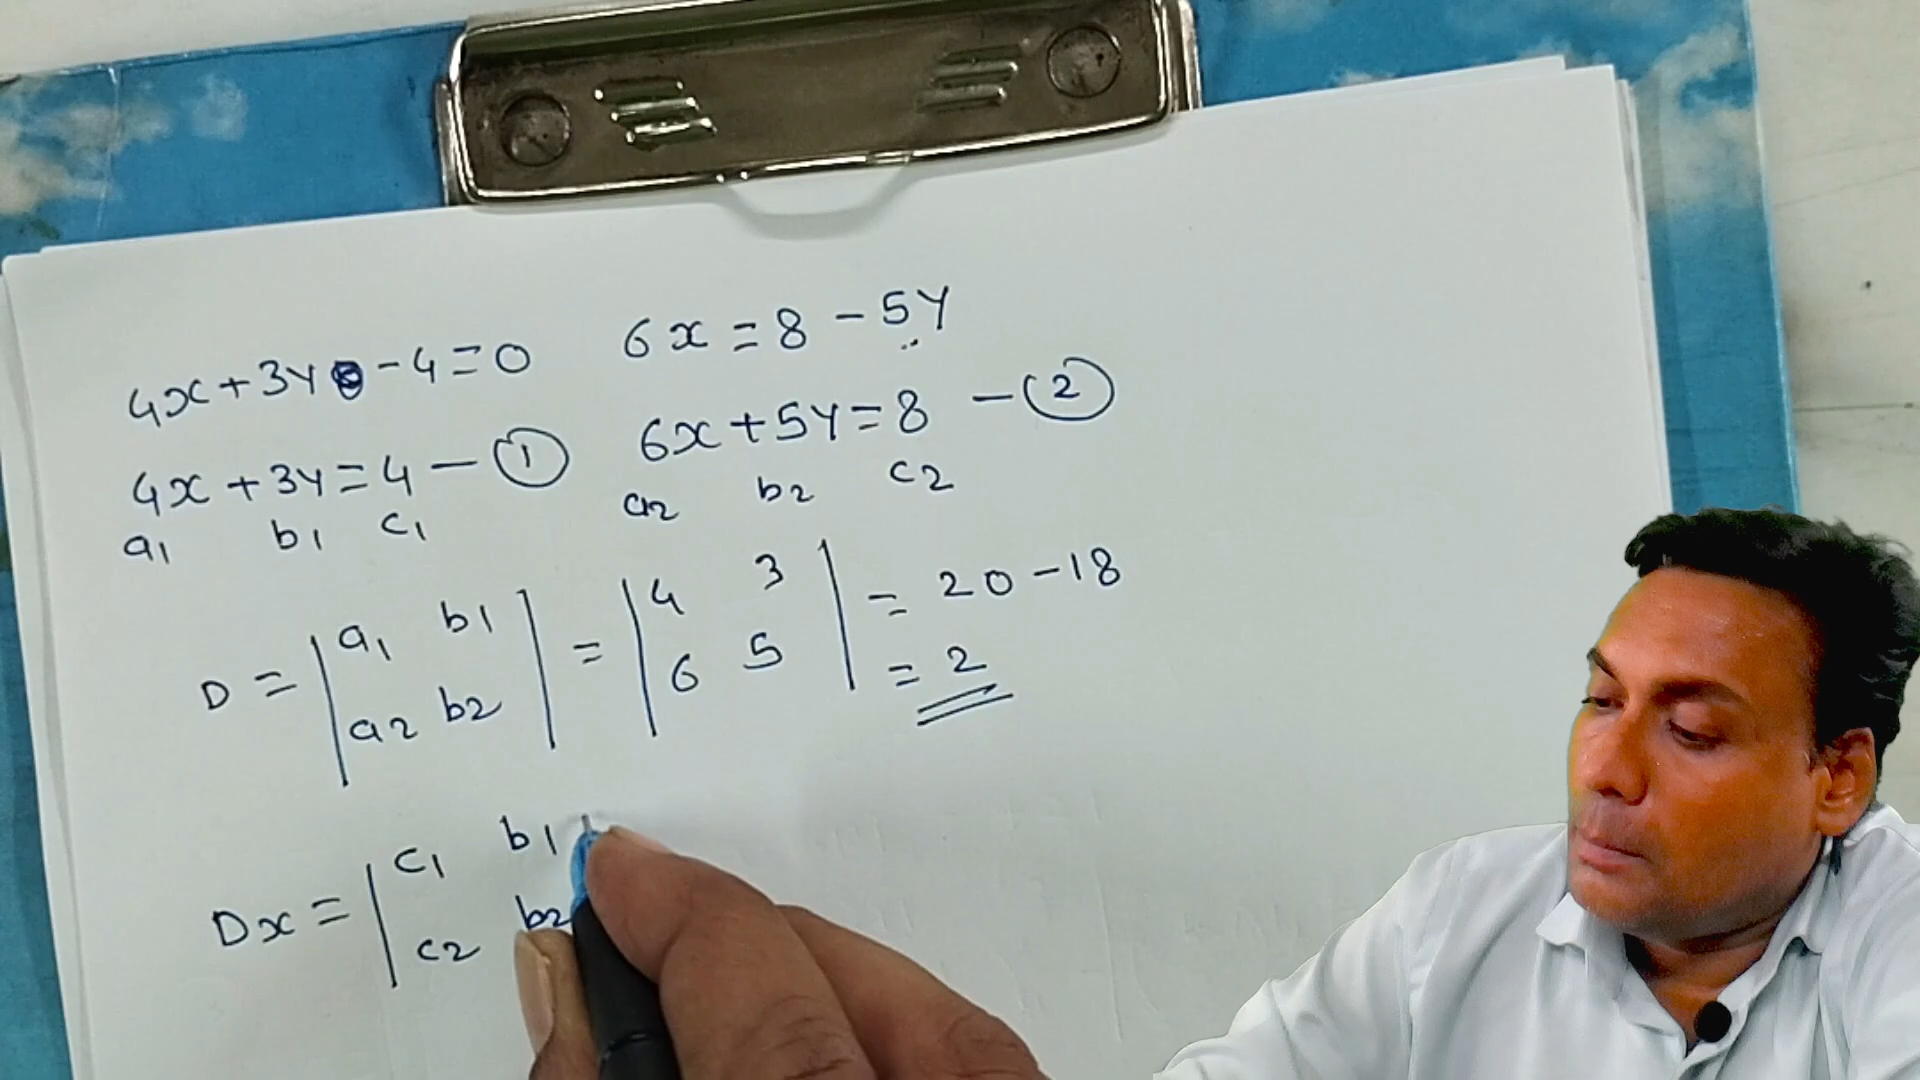 4x+3y-4=0
6x=8-5y
4x+3y=4-①
6x+5y=8 -②
a1 b1 c1
a2 b2 c2
D=|a1 b1| = |4 3| = 20-18
|a2 b2| |6 5| = 2
Dx=|c1 b1
|c2 b2